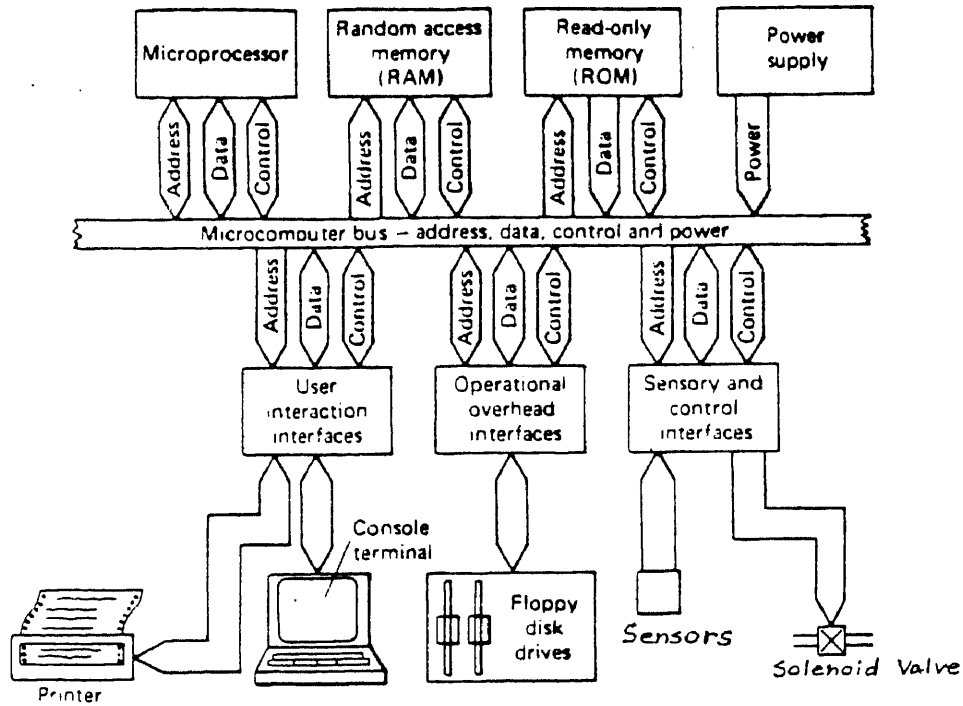 Microprocessor
Random access
memory
(RAM)
Read-only
memory
(ROM)
Power
supply
Address
Data
Control
Address
Data
Control
Address
Data
Control
Power
Microcomputer bus – address, data, control and power
Address
Data
Control
Address
Data
Control
Address
Data
Control
User
interaction
interfaces
Operational
overhead
interfaces
Sensory and
control
interfaces
Console
terminal
Floppy
disk
drives
Sensors
Solenoid Valve
Printer